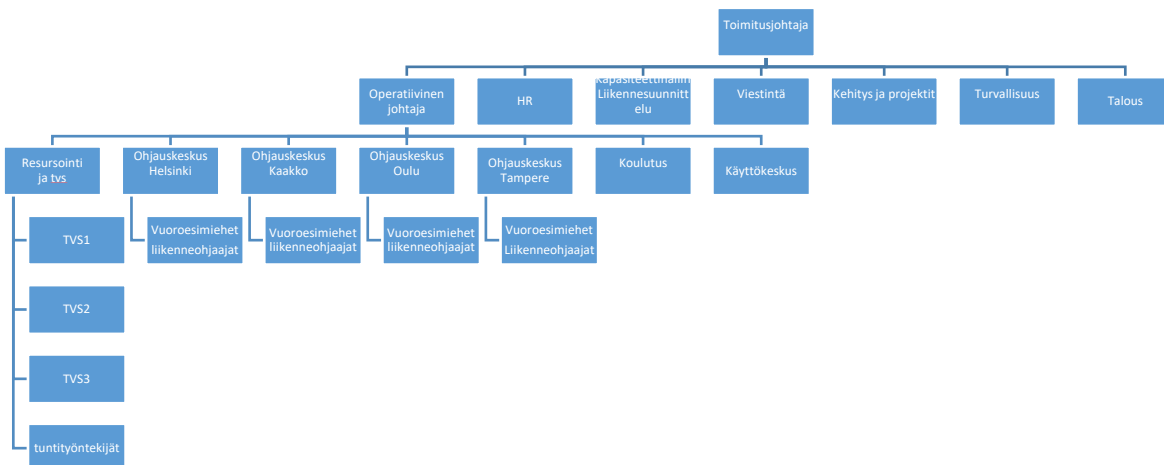 Toimitusjohtaja
Operatiivinen
johtaja
HR
Liikennesuunnitt
elu
Viestintä
Kehitys ja projektit
Turvallisuus
Talous
Resursointi
ja tvs
Ohjauskeskus
Helsinki
Ohjauskeskus
Kaakko
Ohjauskeskus
Oulu
Ohjauskeskus
Tampere
Koulutus
Käyttökeskus
TVS1
Vuoroesimiehet
liikenneohjaajat
Vuoroesimiehet
liikenneohjaajat
Vuoroesimiehet
liikenneohjaajat
Vuoroesimiehet
Liikenneohjaajat
TVS2
TVS3
tuntityöntekijät